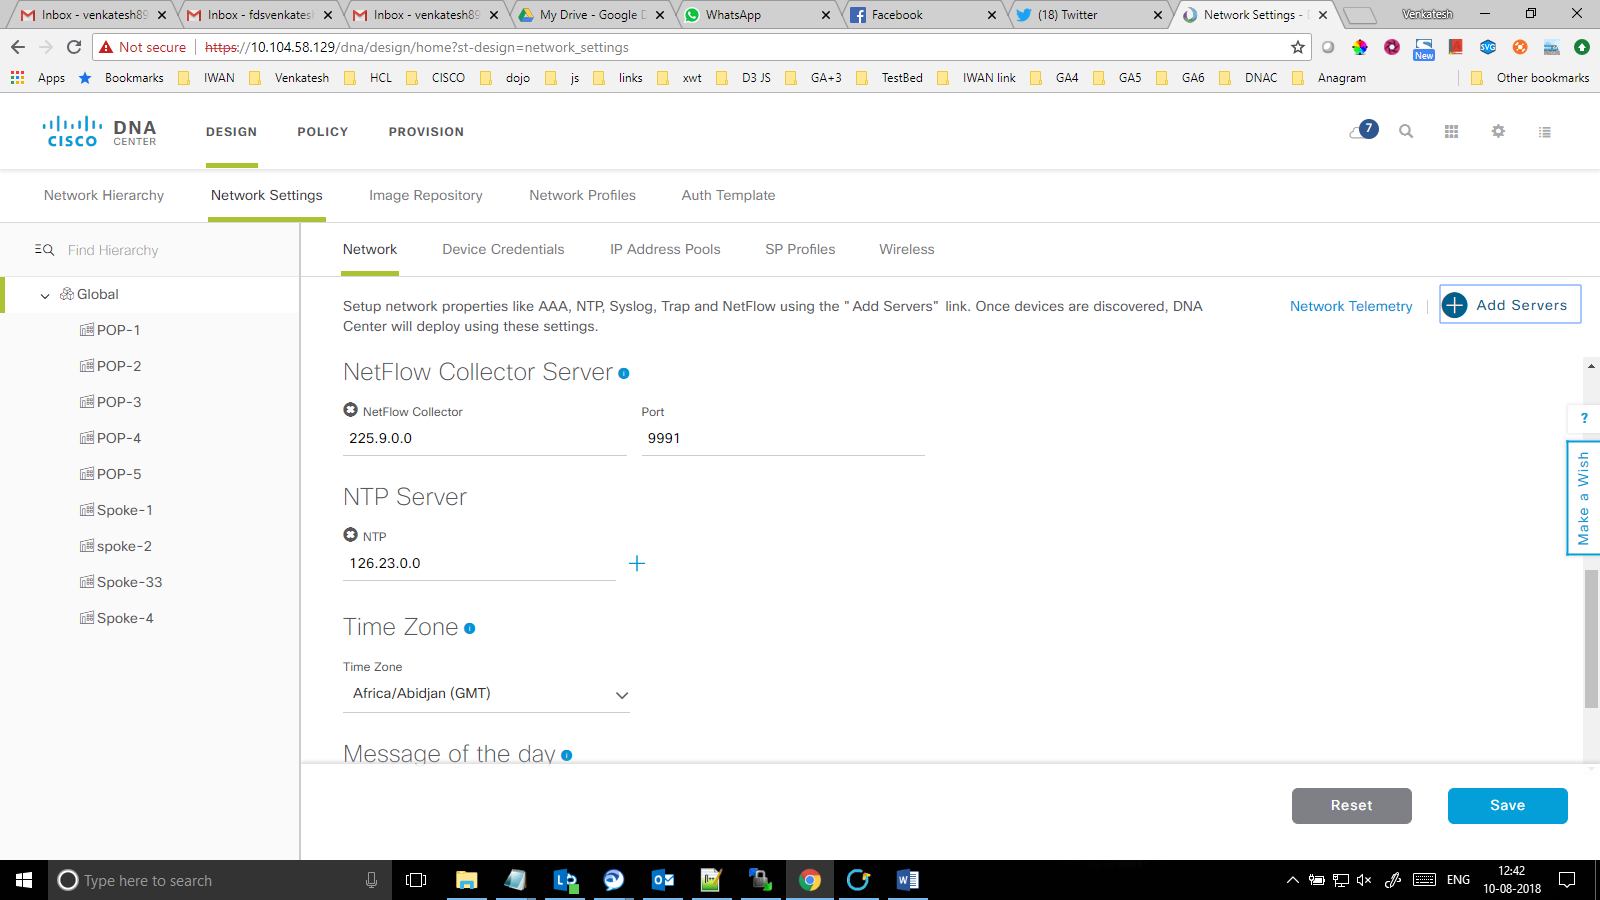 Inbox - venkatesh89
Inbox - fdsvenkatesh
Inbox - venkatesh89
My Drive - Google D
WhatsApp
Facebook
(18) Twitter
Network Settings -
Venkatesh
Not secure
https://10.104.58.129/dna/design/home?st-design=network_settings
New
SVG
Apps
Bookmarks
IWAN
Venkatesh
HCL
CISCO
dojo
js
links
xwt
D3 JS
GA+3
TestBed
IWAN link
GA4
GA5
GA6
DNAC
Anagram
Other bookmarks
CISCO
DNA
CENTER
DESIGN
POLICY
PROVISION
7
Network Hierarchy
Network Settings
Image Repository
Network Profiles
Auth Template
Find Hierarchy
Global
POP-1
POP-2
POP-3
POP-4
POP-5
Spoke-1
spoke-2
Spoke-33
Spoke-4
Network
Device Credentials
IP Address Pools
SP Profiles
Wireless
Setup network properties like AAA, NTP, Syslog, Trap and NetFlow using the "Add Servers" link. Once devices are discovered, DNA
Center will deploy using these settings.
Network Telemetry
Add Servers
NetFlow Collector Server
NetFlow Collector
Port
225.9.0.0
9991
NTP Server
NTP
126.23.0.0
Time Zone
Time Zone
Africa/Abidjan (GMT)
Message of the day
?
Make a Wish
Reset
Save
Type here to search
ENG
12:42
10-08-2018